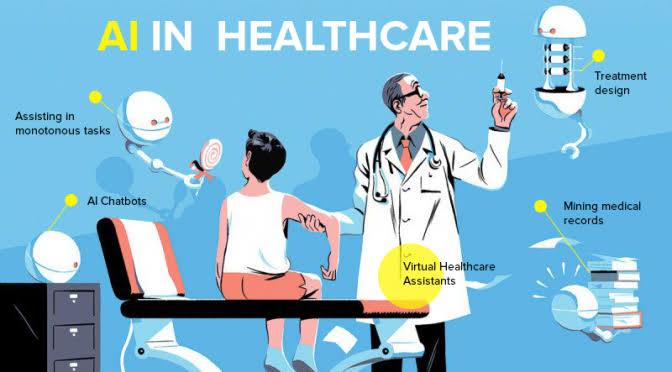 AI IN HEALTHCARE
Assisting in
monotonous tasks
Treatment
design
AI Chatbots
Mining medical
records
Virtual Healthcare
Assistants